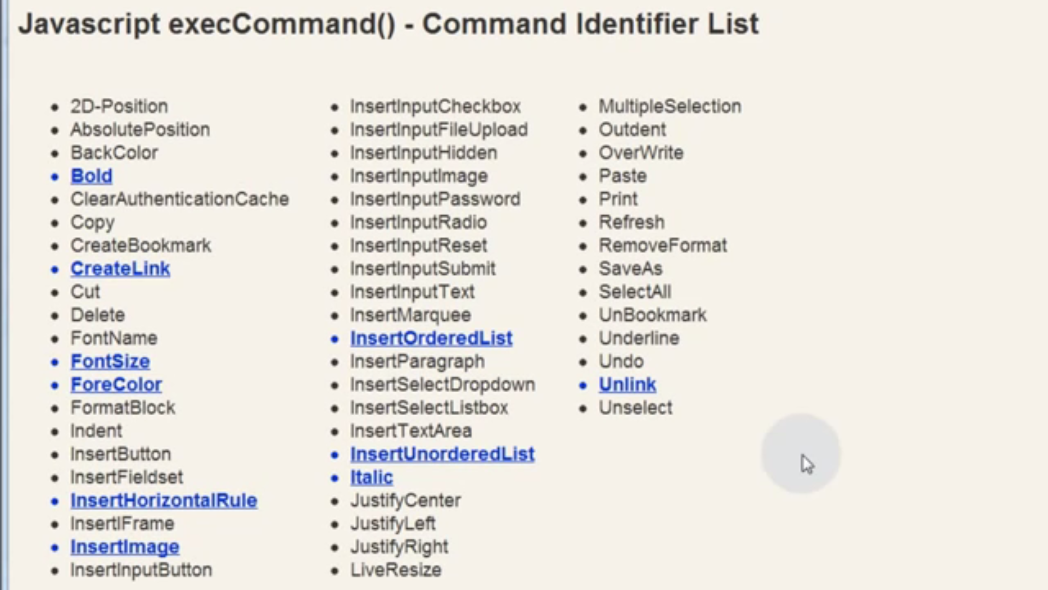 Javascript execCommand() - Command Identifier List
2D-Position
AbsolutePosition
BackColor
Bold
ClearAuthenticationCache
Copy
CreateBookmark
CreateLink
Cut
Delete
FontName
FontSize
ForeColor
FormatBlock
Indent
InsertButton
InsertFieldset
InsertHorizontalRule
InsertIFrame
InsertImage
InsertInputButton
InsertInputCheckbox
InsertInputFileUpload
InsertInputHidden
InsertInputImage
InsertInputPassword
InsertInputRadio
InsertInputReset
InsertInputSubmit
InsertInputText
InsertMarquee
InsertOrderedList
InsertParagraph
InsertSelectDropdown
InsertSelectListbox
InsertTextArea
InsertUnorderedList
Italic
JustifyCenter
JustifyLeft
JustifyRight
LiveResize
MultipleSelection
Outdent
OverWrite
Paste
Print
Refresh
RemoveFormat
SaveAs
SelectAll
UnBookmark
Underline
Undo
Unlink
Unselect